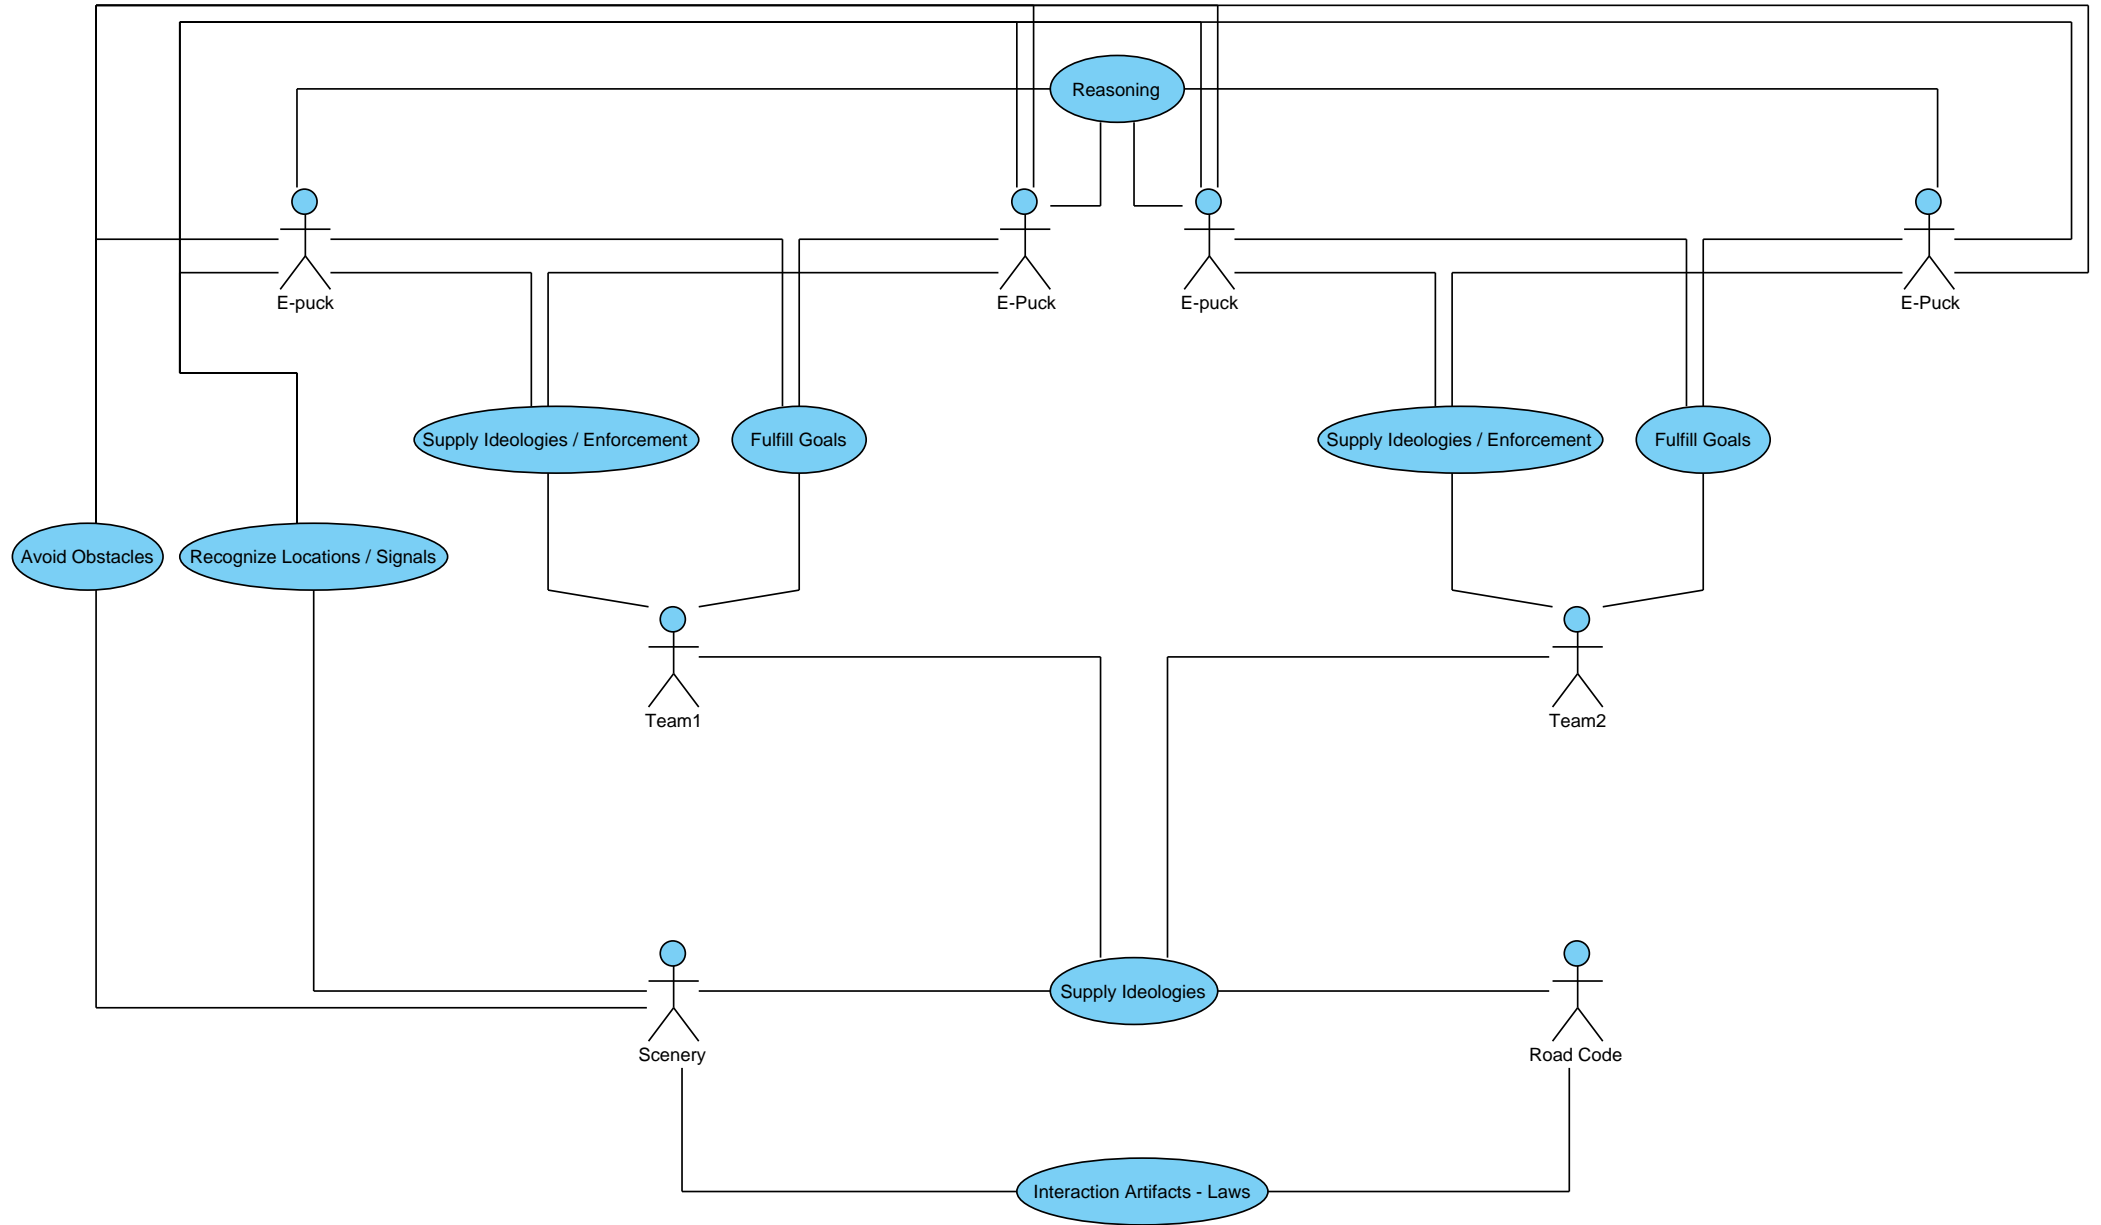 Reasoning
E-puck
E-Puck
E-puck
E-Puck
Supply Ideologies / Enforcement
Fulfill Goals
Supply Ideologies / Enforcement
Fulfill Goals
Avoid Obstacles
Recognize Locations / Signals
Team1
Team2
Supply Ideologies
Scenery
Road Code
Interaction Artifacts - Laws